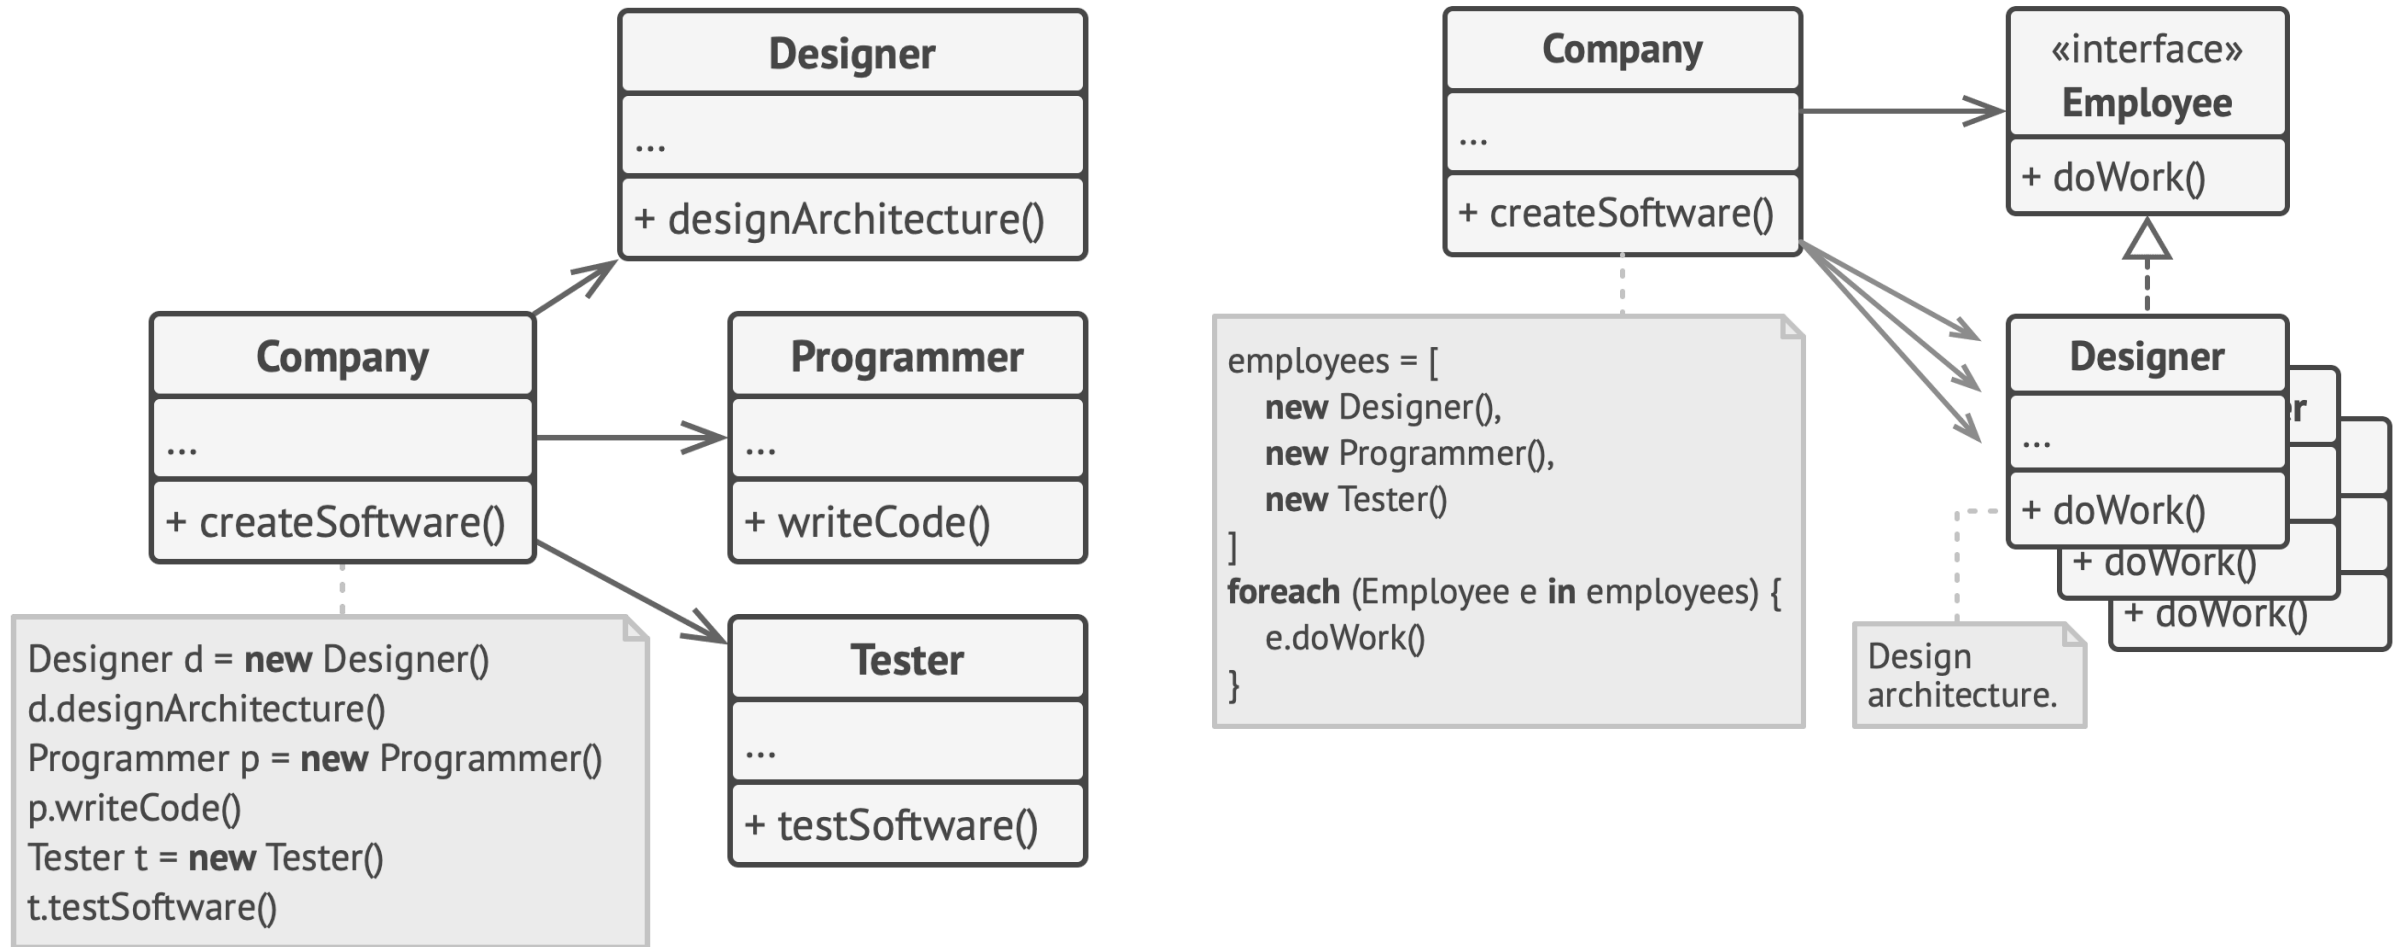 Designer
...
+ designArchitecture()
Company
...
+ createSoftware()
Programmer
...
+ writeCode()
Tester
...
+ testSoftware()
Designer d = new Designer()
d.designArchitecture()
Programmer p = new Programmer()
p.writeCode()
Tester t = new Tester()
t.testSoftware()
Company
...
+ createSoftware()
«interface»
Employee
+ doWork()
employees = [
new Designer(),
new Programmer(),
new Tester()
]
foreach (Employee e in employees) {
e.doWork()
}
Designer
...
+ doWork()
+ doWork()
+ doWork()
Design
architecture.